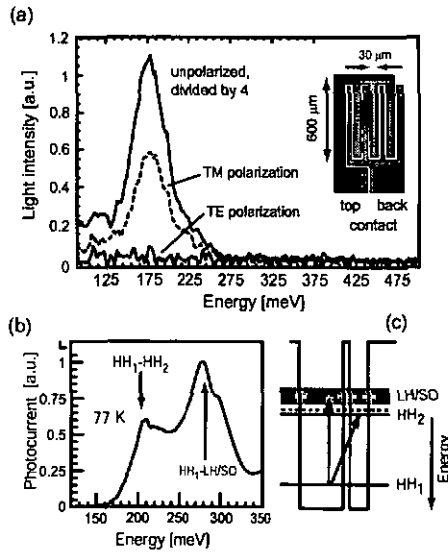 (a)
Light intensity [a.u.]
1.2
1
0.8
0.6
0.4
0.2
0
unpolarized,
divided by 4
TM polarization
TE polarization
30 μm
600 μm
top back
contact
125 175 225 275 325 375 425 475
Energy [meV]
(b)
Photocurrent [a.u.]
1
0.75
0.5
0.25
0
HH1-HH2
77 K
HH1-LH/SO
150 200 250 300 350
Energy [meV]
(c)
LH/SO
HH2
HH1
Energy